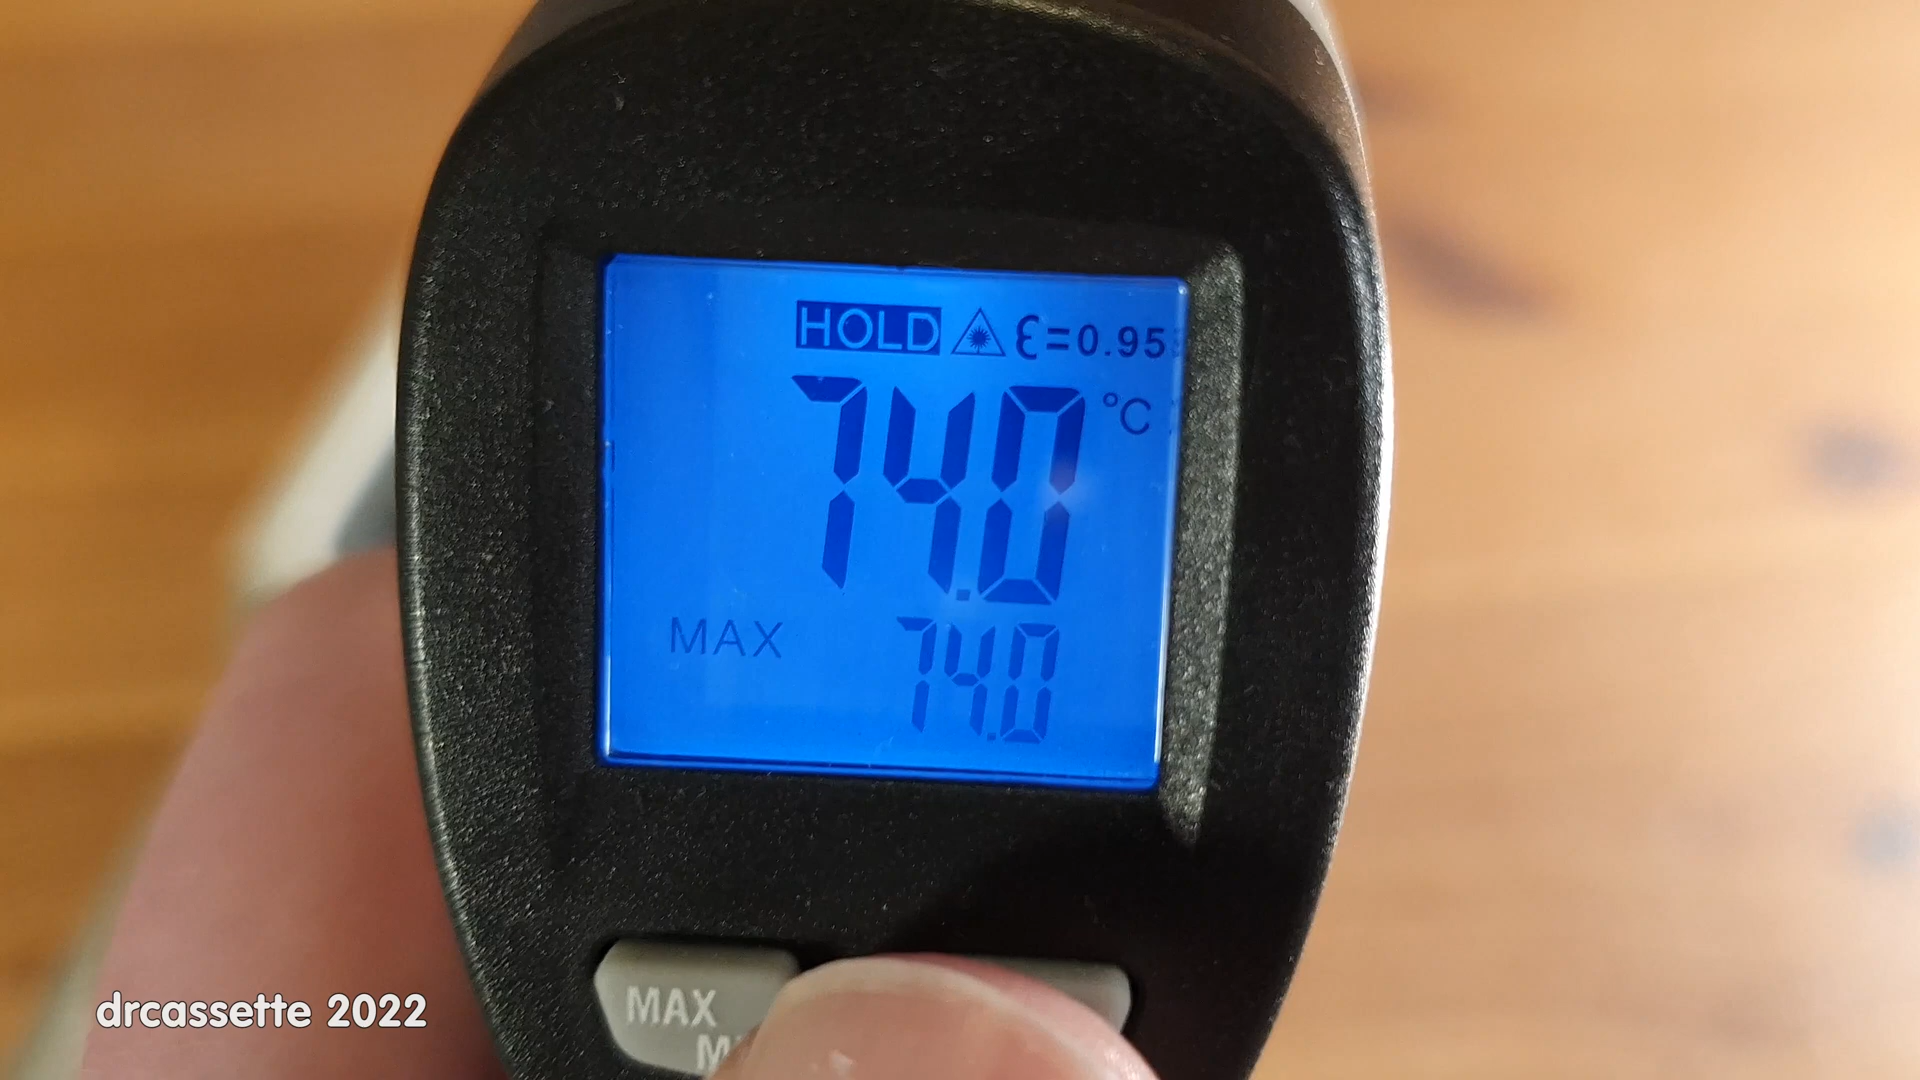 HOLD ε=0.95
74.0 °C
MAX 74.0
MAX
drcassette 2022